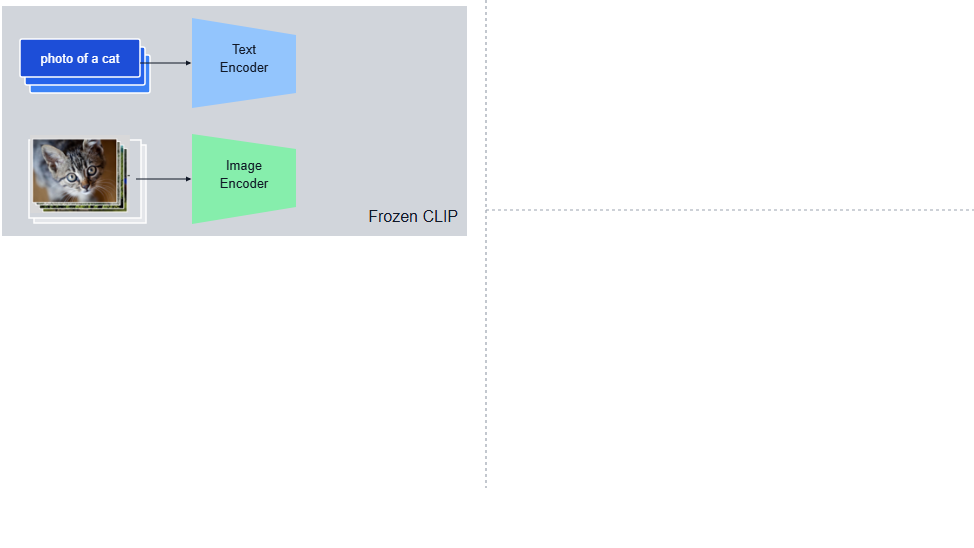 photo of a cat
Text
Encoder
Image
Encoder
Frozen CLIP